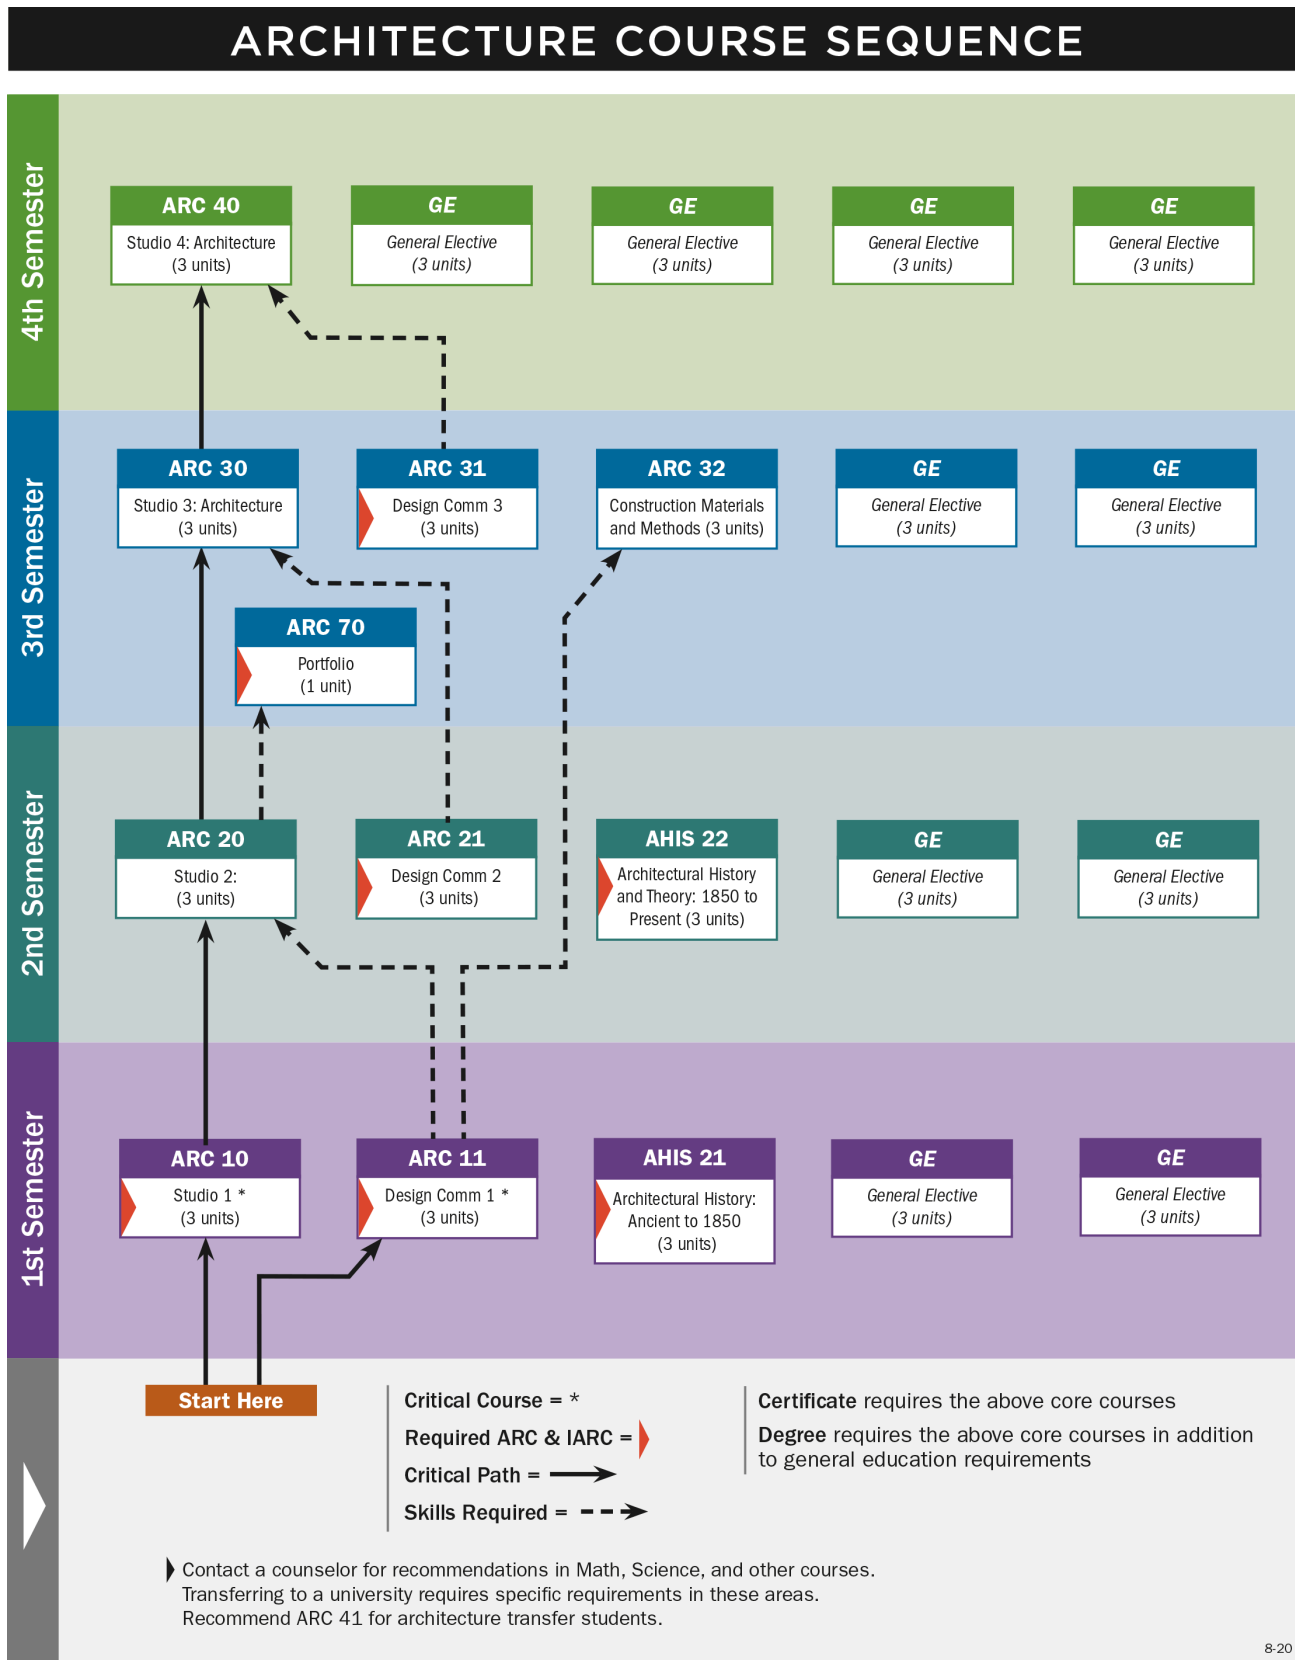 ARCHITECTURE COURSE SEQUENCE
4th Semester
ARC 40
Studio 4: Architecture
(3 units)
GE
General Elective
(3 units)
GE
General Elective
(3 units)
GE
General Elective
(3 units)
GE
General Elective
(3 units)
3rd Semester
ARC 30
Studio 3: Architecture
(3 units)
ARC 31
Design Comm 3
(3 units)
ARC 32
Construction Materials
and Methods (3 units)
GE
General Elective
(3 units)
GE
General Elective
(3 units)
ARC 70
Portfolio
(1 unit)
2nd Semester
ARC 20
Studio 2:
(3 units)
ARC 21
Design Comm 2
(3 units)
AHIS 22
Architectural History
and Theory: 1850 to
Present (3 units)
GE
General Elective
(3 units)
GE
General Elective
(3 units)
1st Semester
ARC 10
Studio 1 *
(3 units)
ARC 11
Design Comm 1 *
(3 units)
AHIS 21
Architectural History:
Ancient to 1850
(3 units)
GE
General Elective
(3 units)
GE
General Elective
(3 units)
Start Here
Critical Course = *
Required ARC & IARC =
Critical Path =
Skills Required =
Certificate requires the above core courses
Degree requires the above core courses in addition
to general education requirements
Contact a counselor for recommendations in Math, Science, and other courses.
Transferring to a university requires specific requirements in these areas.
Recommend ARC 41 for architecture transfer students.
8-20